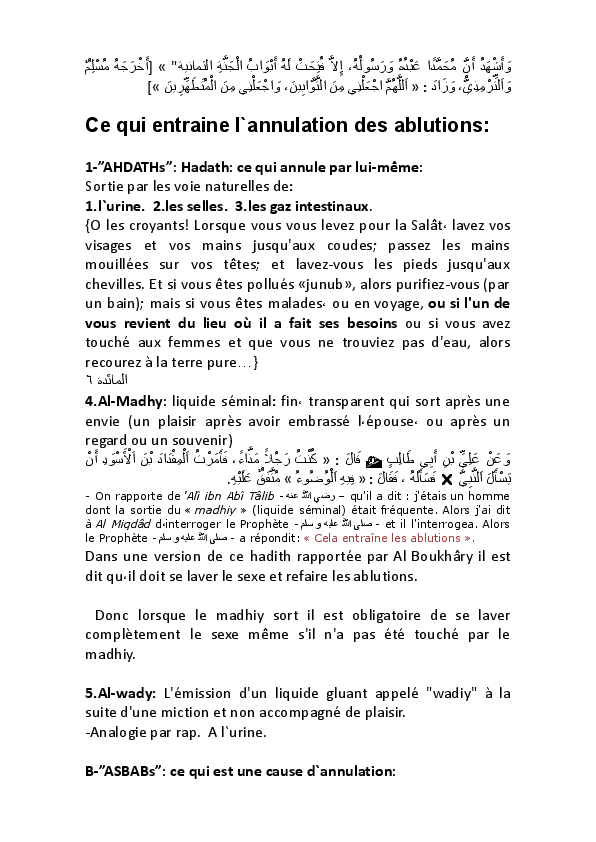 وَأَشْهَدُ أَنَّ مُحَمَّدًا عَبْدُهُ وَرَسُولُهُ، إِلاَّ فُتِحَتْ لَهُ أَبْوَابُ الْجَنَّةِ الثمانية" » [أَخْرَجَهُ مُسْلِمٌ
وَاَلتِّرْمِذِيُّ، وَزَادَ : « اَللَّهُمَّ اجْعَلْنِي مِنَ التَّوَّابِينَ، وَاجْعَلْنِي مِنَ الْمُتَطَهِّرِينَ »]
Ce qui entraine l`annulation des ablutions:
1-”AHDATHs”: Hadath: ce qui annule par lui-même:
Sortie par les voie naturelles de:
1.l`urine.  2.les selles.  3.les gaz intestinaux.
{O les croyants! Lorsque vous vous levez pour la Salât‹ lavez vos
visages et vos mains jusqu'aux coudes; passez les mains
mouillées sur vos têtes; et lavez-vous les pieds jusqu'aux
chevilles. Et si vous êtes pollués «junub», alors purifiez-vous (par
un bain); mais si vous êtes malades‹ ou en voyage, ou si l'un de
vous revient du lieu où il a fait ses besoins ou si vous avez
touché aux femmes et que vous ne trouviez pas d'eau, alors
recourez à la terre pure...}
المائدة ٦
4.Al-Madhy: liquide séminal: fin‹ transparent qui sort après une
envie (un plaisir après avoir embrassé l‹épouse‹ ou après un
regard ou un souvenir)
وَعَنْ عَلِيِّ بْنِ أَبِي طَالِبٍ قَالَ : « كُنْتُ رَجُلاً مَذَّاءً، فَأَمَرْتُ اَلْمِقْدَادَ بْنَ اَلْأَسْوَدِ أَنْ
يَسْأَلَ اَلنَّبِيَّ فَسَأَلَهُ ، فَقَالَ : « فِيهِ اَلْوُضُوءُ » مُتَّفَقٌ عَلَيْهِ.
- On rapporte de 'Alî ibn Abî Tâlib - رضي الله عنه – qu'il a dit : j'étais un homme
dont la sortie du « madhiy » (liquide séminal) était fréquente. Alors j'ai dit
à Al Miqdâd d‹interroger le Prophète - صلى الله عليه و سلم - et il l'interrogea. Alors
le Prophète - صلى الله عليه و سلم - a répondit: « Cela entraîne les ablutions ».
Dans une version de ce hadith rapportée par Al Boukhâry il est
dit qu‹il doit se laver le sexe et refaire les ablutions.
Donc lorsque le madhiy sort il est obligatoire de se laver
complètement le sexe même s'il n'a pas été touché par le
madhiy.
5.Al-wady: L'émission d'un liquide gluant appelé "wadiy" à la
suite d'une miction et non accompagné de plaisir.
-Analogie par rap.  A l`urine.
B-”ASBABs”: ce qui est une cause d`annulation: